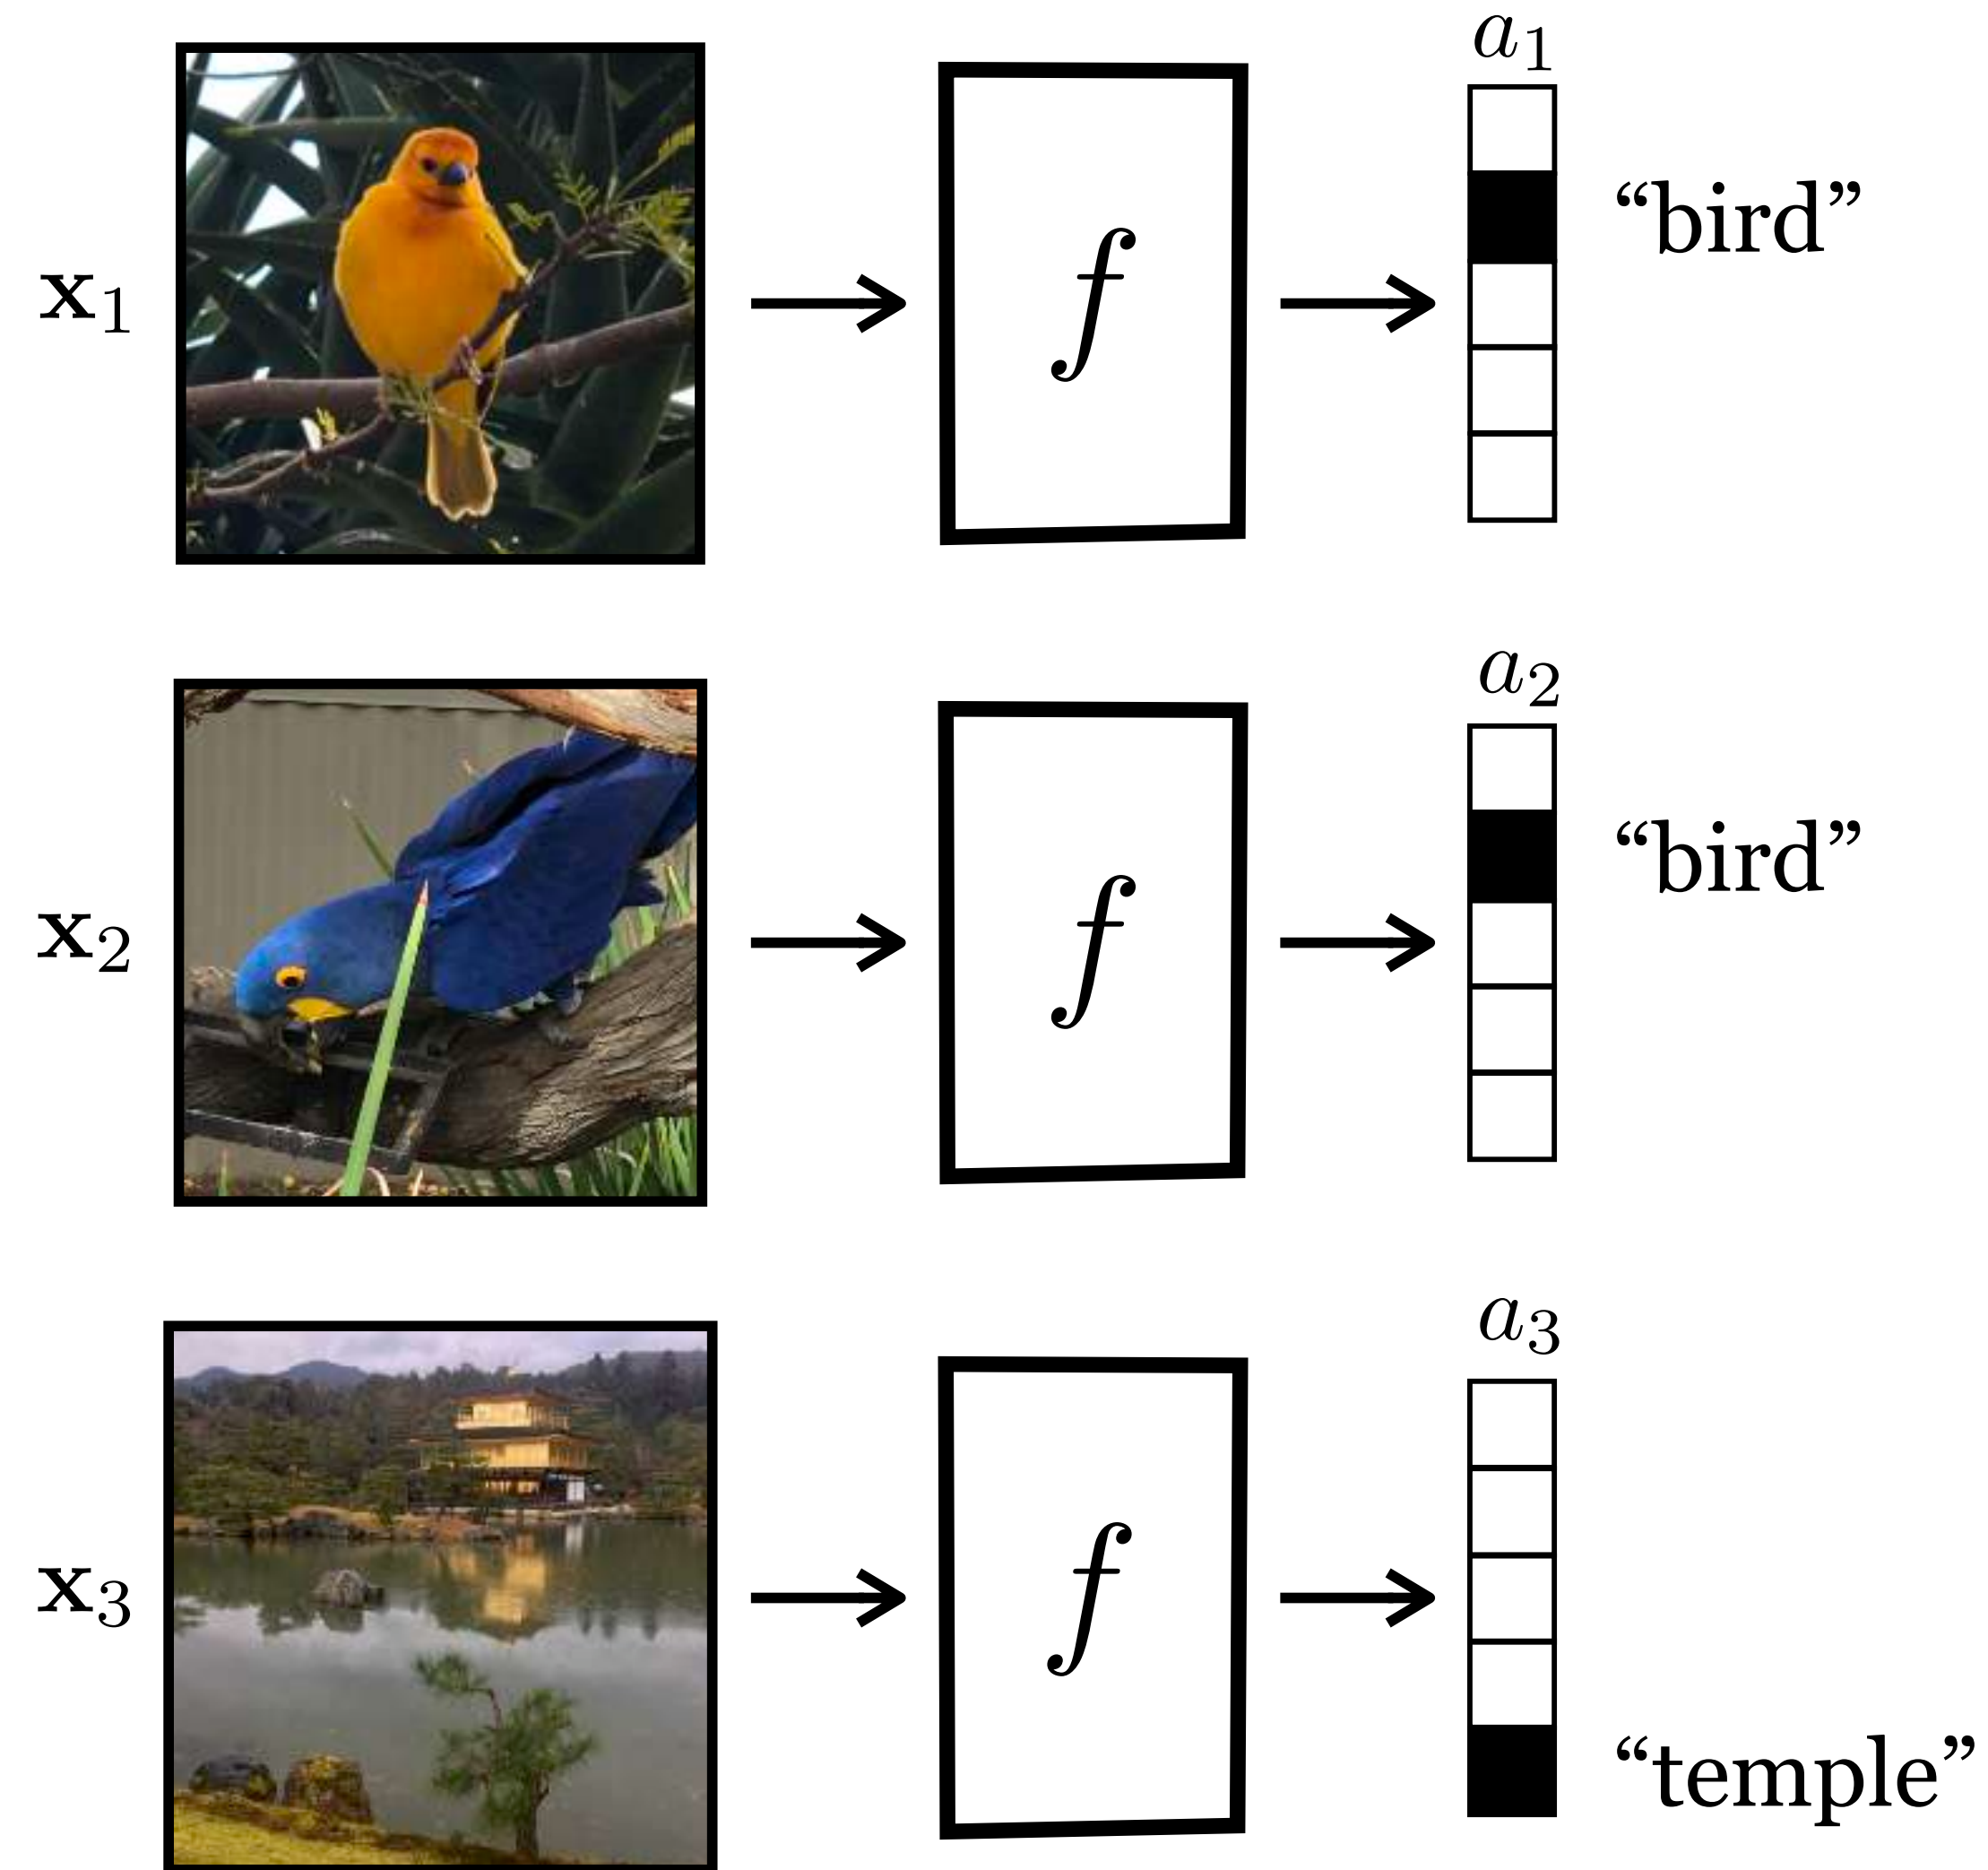 a₁
“bird”
x₁
f
a₂
“bird”
x₂
f
a₃
x₃
f
“temple”